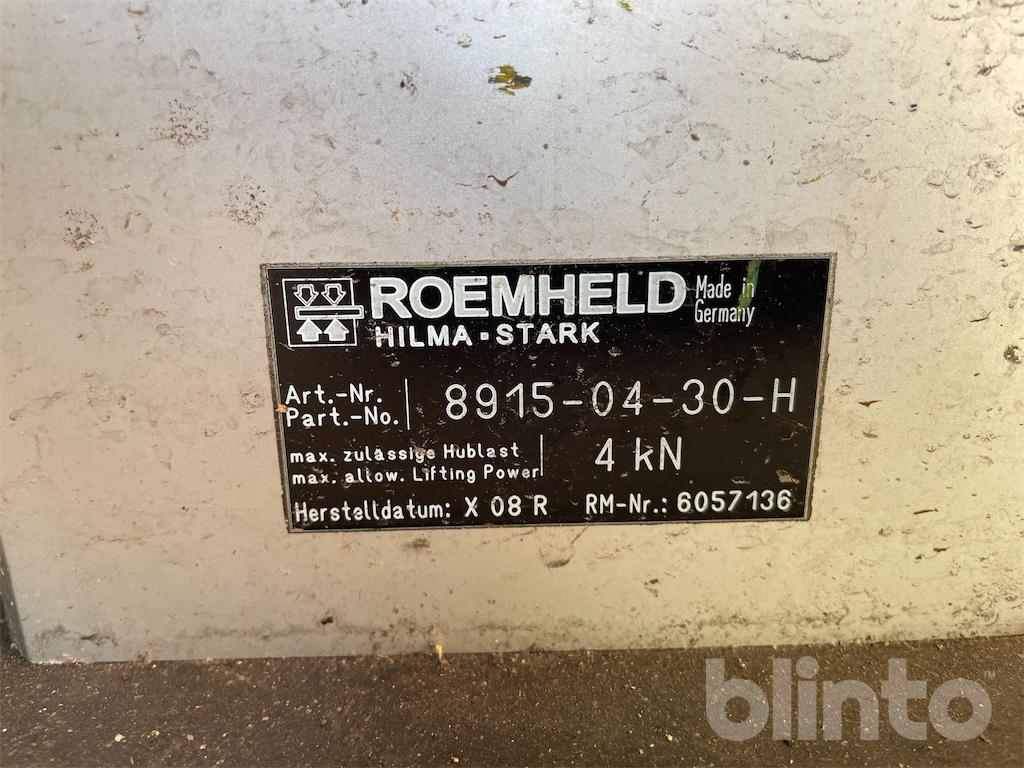 ROEMHELD
HILMA▪STARK
Made in
Germany
Art.-Nr.
Part.-No.
8915-04-30-H
max. zulässige Hublast
max. allow. Lifting Power
4 kN
Herstelldatum: X 08 R
RM-Nr.: 6057136
blinto™